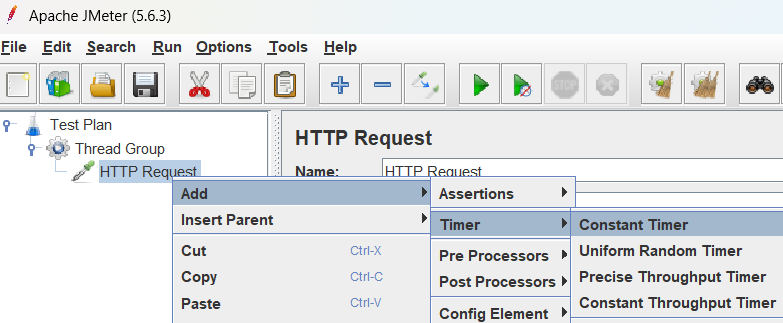 Apache JMeter (5.6.3)
File Edit Search Run Options Tools Help
STOP
Test Plan
Thread Group
HTTP Request
HTTP Request
Name: HTTP Request
Add
Insert Parent
Cut Ctrl-X
Copy Ctrl-C
Paste Ctrl-V
Assertions
Timer
Pre Processors
Post Processors
Config Element
Constant Timer
Uniform Random Timer
Precise Throughput Timer
Constant Throughput Timer